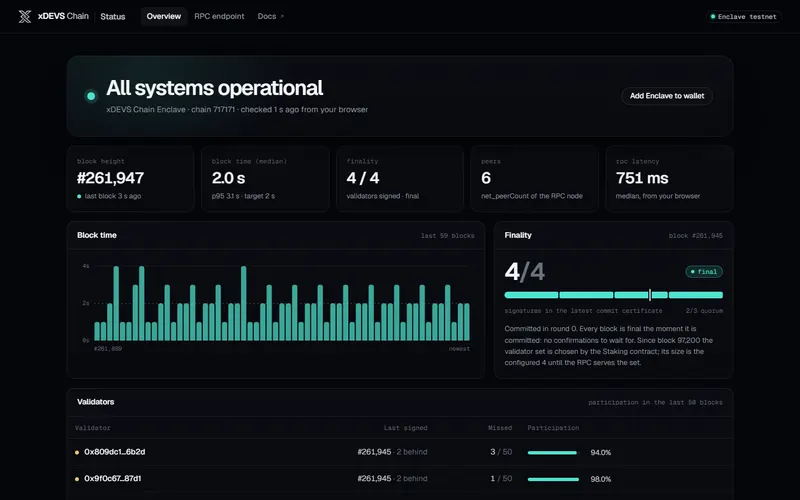 xDEVS Chain
Status
Overview
RPC endpoint
Docs ↗
Enclave testnet
All systems operational
xDEVS Chain Enclave · chain 717171 · checked 1 s ago from your browser
Add Enclave to wallet
block height
#261,947
last block 3 s ago
block time (median)
2.0 s
p95 3.1 s · target 2 s
finality
4 / 4
validators signed · final
peers
6
net_peerCount of the RPC node
rpc latency
751 ms
median, from your browser
Block time
last 59 blocks
4s
2s
0s
#261,889
newest
Finality
block #261,945
4/4
final
signatures in the latest commit certificate
2/3 quorum
Committed in round 0. Every block is final the moment it is
committed: no confirmations to wait for. Since block 97,200 the
validator set is chosen by the Staking contract; its size is the
configured 4 until the RPC serves the set.
Validators
participation in the last 50 blocks
Validator
Last signed
Missed
Participation
0x809dc1…6b2d
#261,945 · 2 behind
3 / 50
94.0%
0x9f0c67…87d1
#261,945 · 2 behind
1 / 50
98.0%